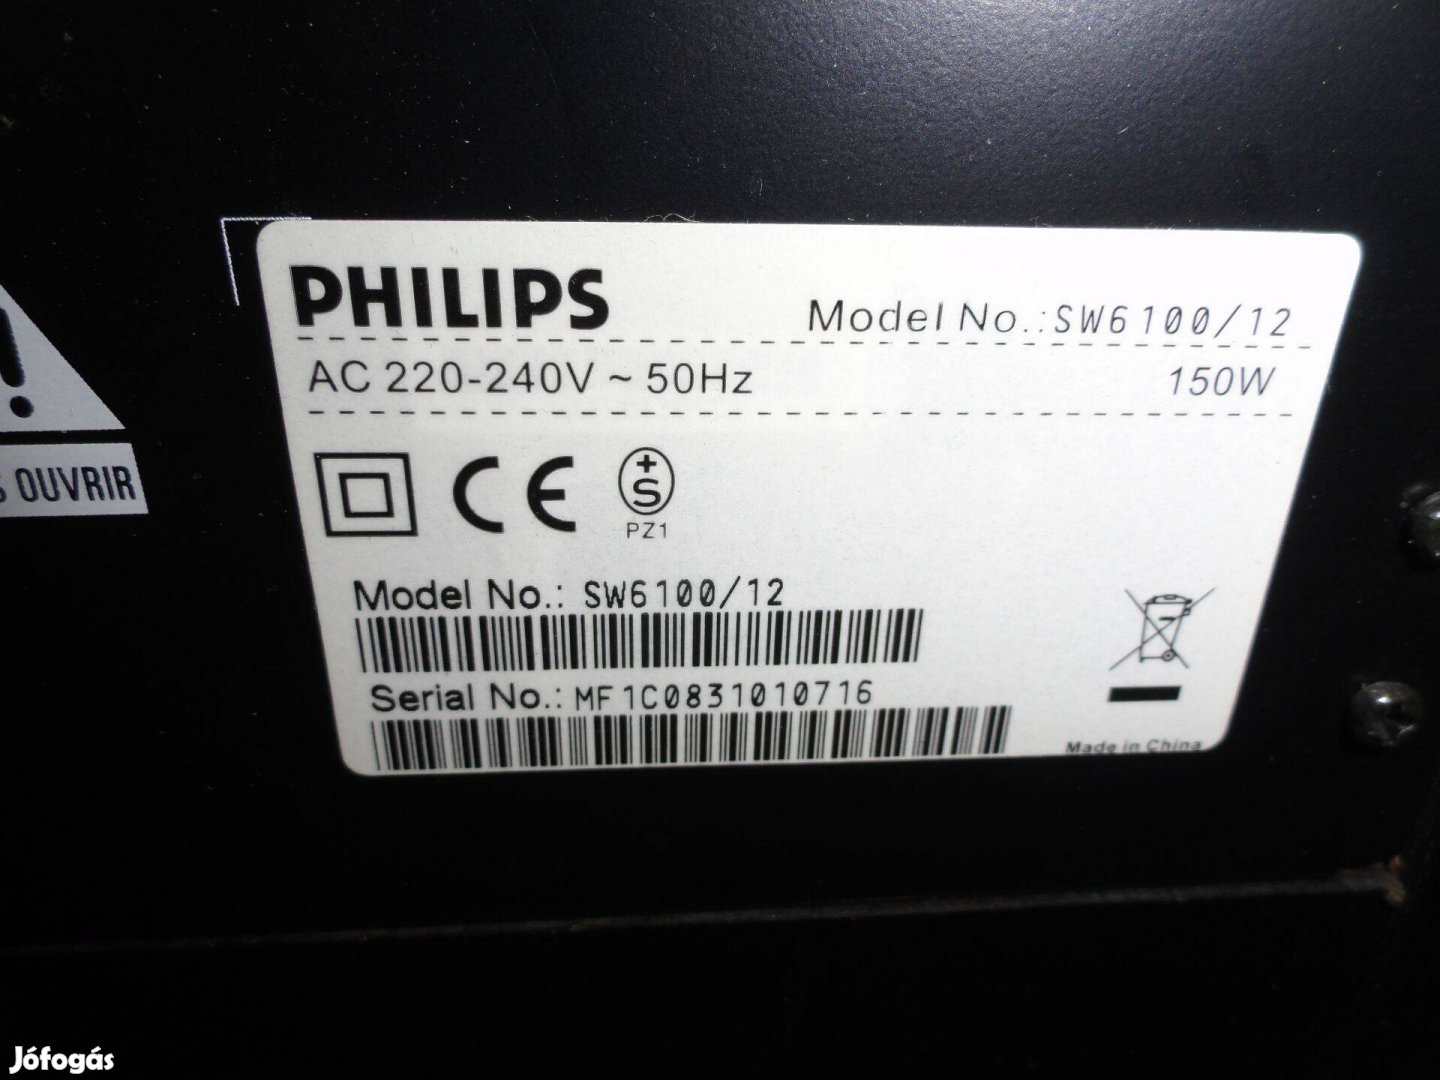 PHILIPS
Model No.:SW6100/12
AC 220-240V ~ 50Hz
150W
!
S OUVRIR
CE
+
S
PZ1
Model No.: SW6100/12
Serial No.: MF1C0831010716
Made in China
Jófogás